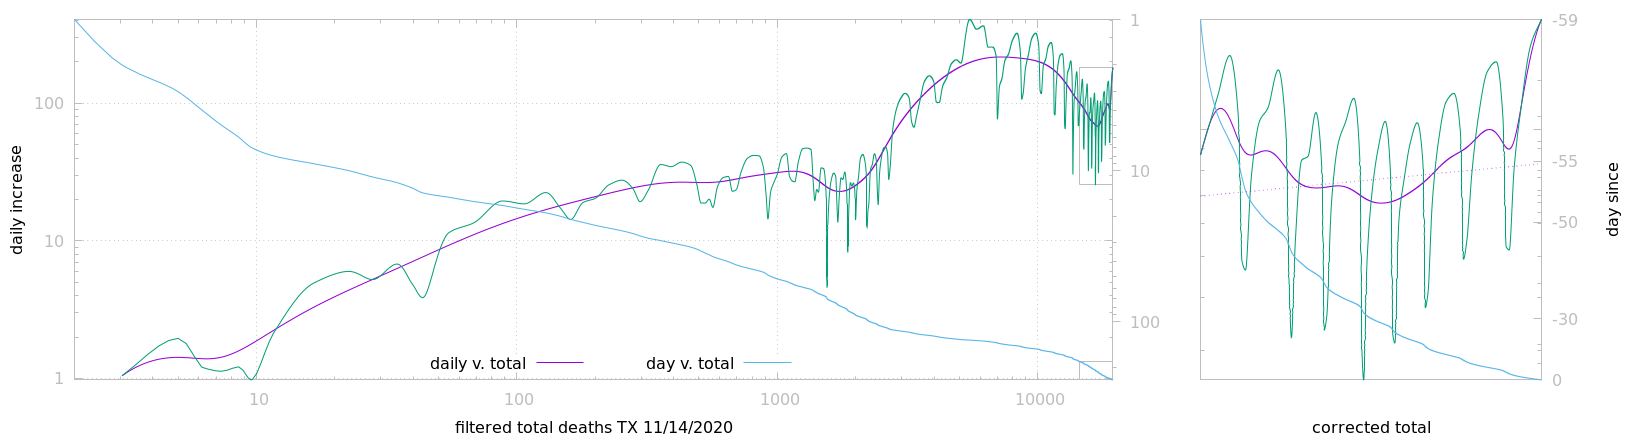 daily increase
100
10
1
daily v. total
day v. total
10
100
1000
10000
filtered total deaths TX 11/14/2020
1
10
100
-59
-55
-50
-30
0
day since
corrected total